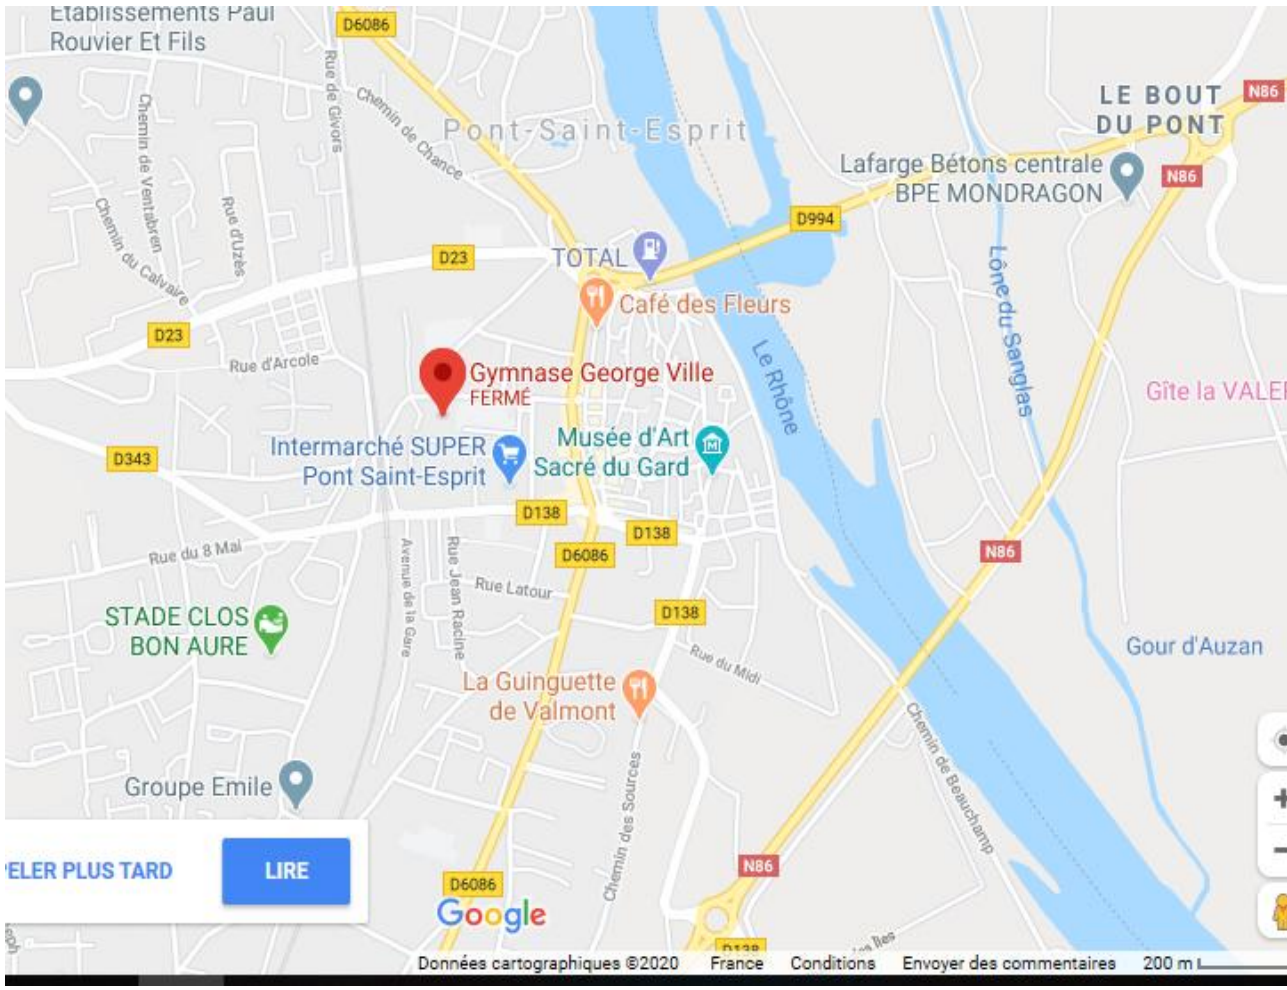 Etablissements Paul
Rouvier Et Fils
D6086
Rue de Givors
Chemin de Ventabren
Chemin de Chance
Pont-Saint-Esprit
LE BOUT
DU PONT
N86
Lafarge Bétons centrale
BPE MONDRAGON
N86
Rue d'Uzès
Chemin du Calvaire
D994
D23
TOTAL
Café des Fleurs
Lône du Sanglas
D23
Rue d'Arcole
Le Rhône
Gymnase George Ville
FERMÉ
Gîte la VALER
Intermarché SUPER
Pont Saint-Esprit
Musée d'Art
Sacré du Gard
D343
D138
D138
Rue du 8 Mai
D6086
N86
Avenue de la Gare
Rue Jean Racine
Rue Latour
STADE CLOS
BON AURE
D138
Rue du Midi
Gour d'Auzan
La Guinguette
de Valmont
Chemin de Beauchamp
Groupe Emile
Chemin des Sources
PELER PLUS TARD
LIRE
N86
D6086
Google
D138
des Îles
Données cartographiques ©2020 France Conditions Envoyer des commentaires 200 m